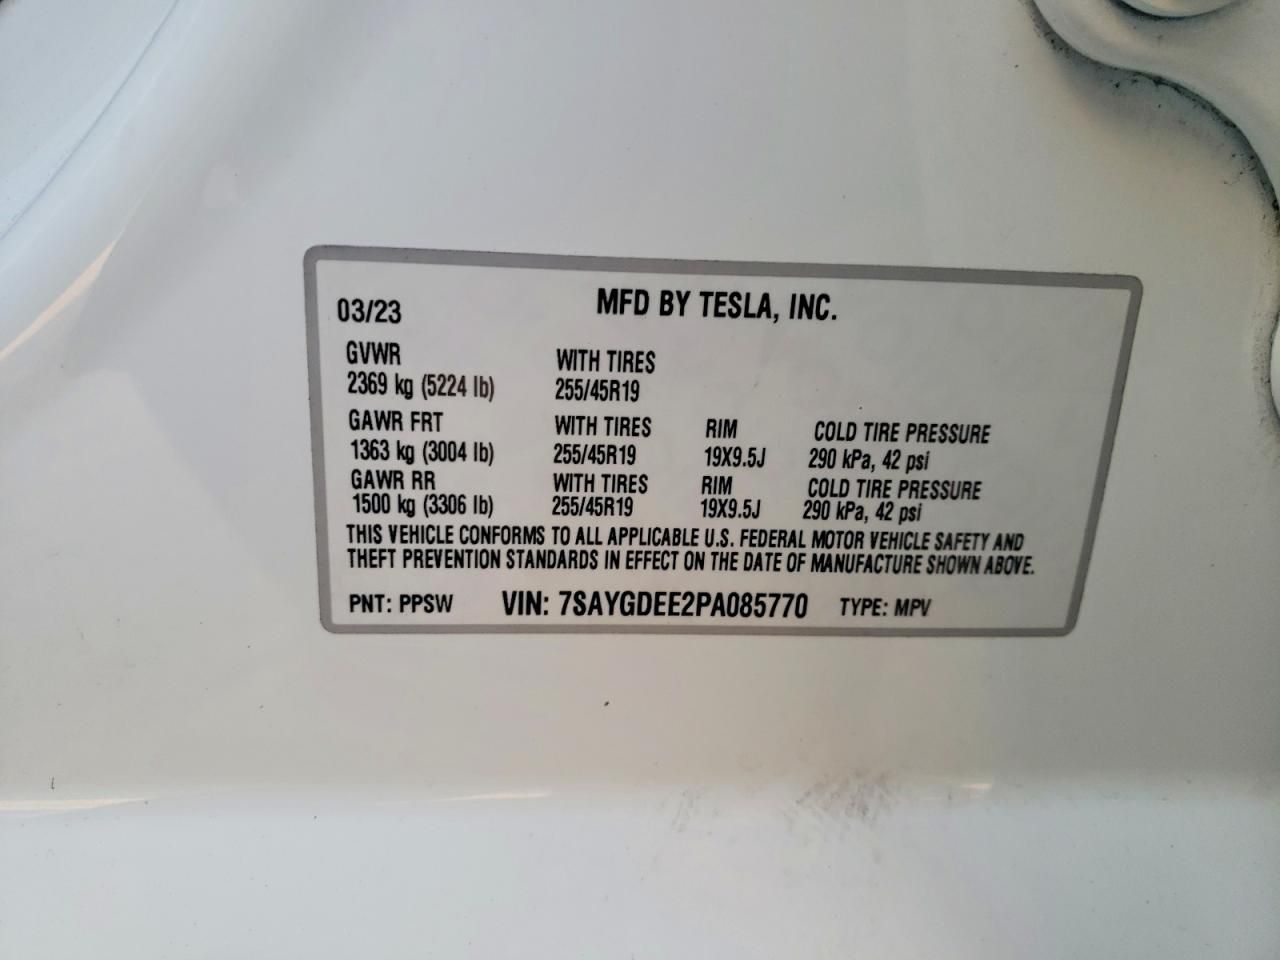 03/23 MFD BY TESLA, INC.
GVWR WITH TIRES
2369 kg (5224 lb) 255/45R19
GAWR FRT WITH TIRES RIM COLD TIRE PRESSURE
1363 kg (3004 lb) 255/45R19 19X9.5J 290 kPa, 42 psi
GAWR RR WITH TIRES RIM COLD TIRE PRESSURE
1500 kg (3306 lb) 255/45R19 19X9.5J 290 kPa, 42 psi
THIS VEHICLE CONFORMS TO ALL APPLICABLE U.S. FEDERAL MOTOR VEHICLE SAFETY AND
THEFT PREVENTION STANDARDS IN EFFECT ON THE DATE OF MANUFACTURE SHOWN ABOVE.
PNT: PPSW VIN: 7SAYGDEE2PA085770 TYPE: MPV